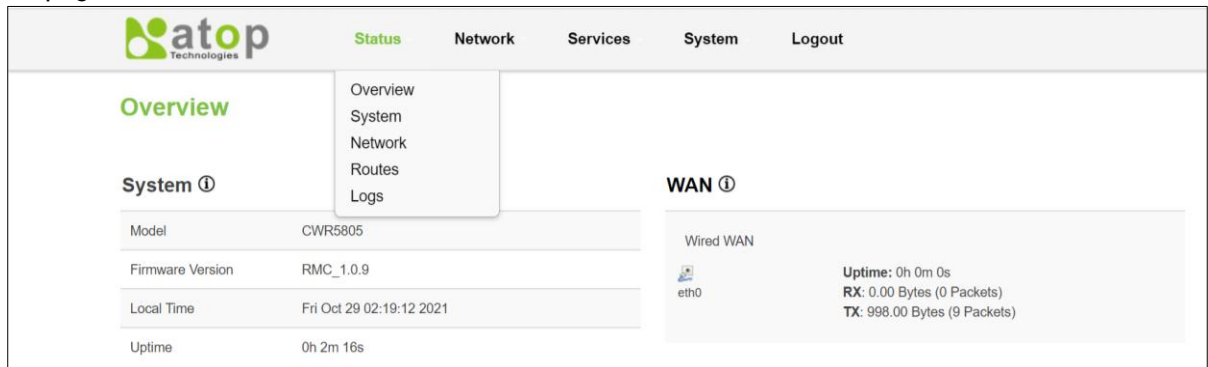 atop
Technologies
Status Network Services System Logout
Overview
System
Network
Routes
Logs
Overview
System
Model CWR5805
Firmware Version RMC_1.0.9
Local Time Fri Oct 29 02:19:12 2021
Uptime 0h 2m 16s
WAN
Wired WAN
eth0
Uptime: 0h 0m 0s
RX: 0.00 Bytes (0 Packets)
TX: 998.00 Bytes (9 Packets)